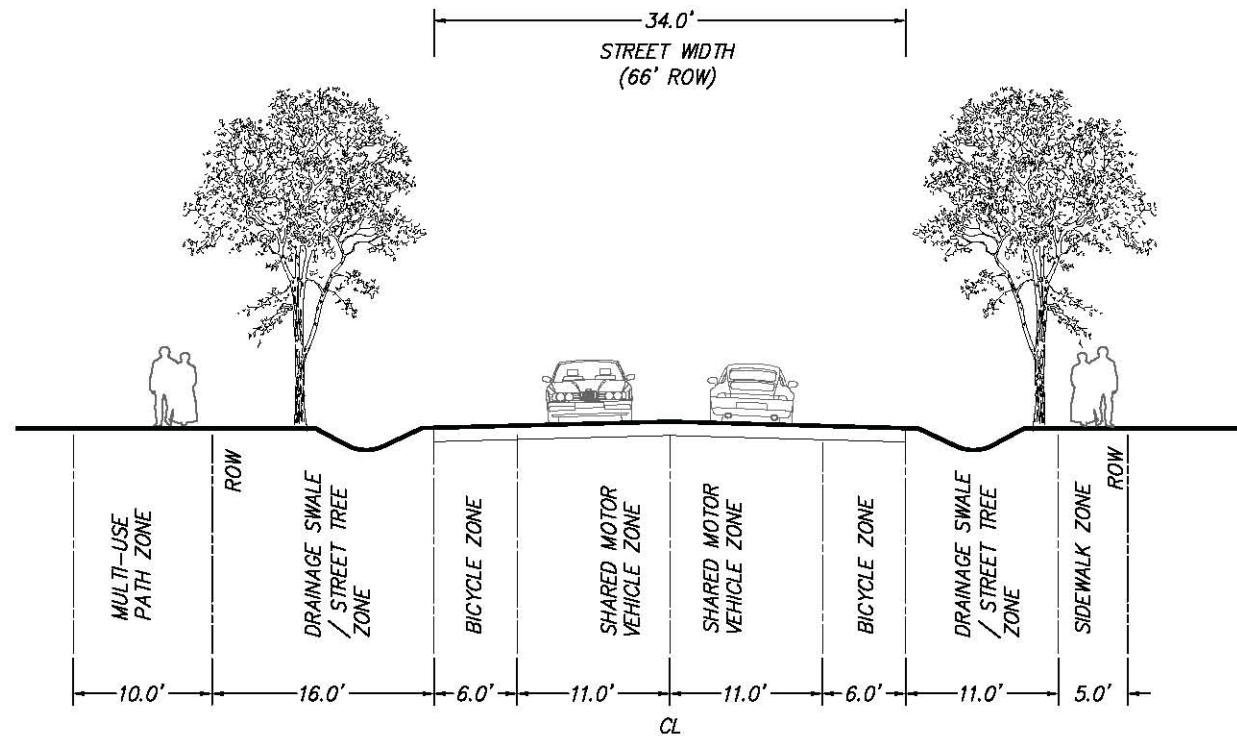 34.0'
STREET WIDTH
(66' ROW)
MULTI-USE
PATH ZONE
ROW
DRAINAGE SWALE
/ STREET TREE
ZONE
BICYCLE ZONE
SHARED MOTOR
VEHICLE ZONE
SHARED MOTOR
VEHICLE ZONE
BICYCLE ZONE
DRAINAGE SWALE
/ STREET TREE
ZONE
SIDEWALK ZONE
ROW
10.0'
16.0'
6.0'
11.0'
11.0'
6.0'
11.0'
5.0'
CL